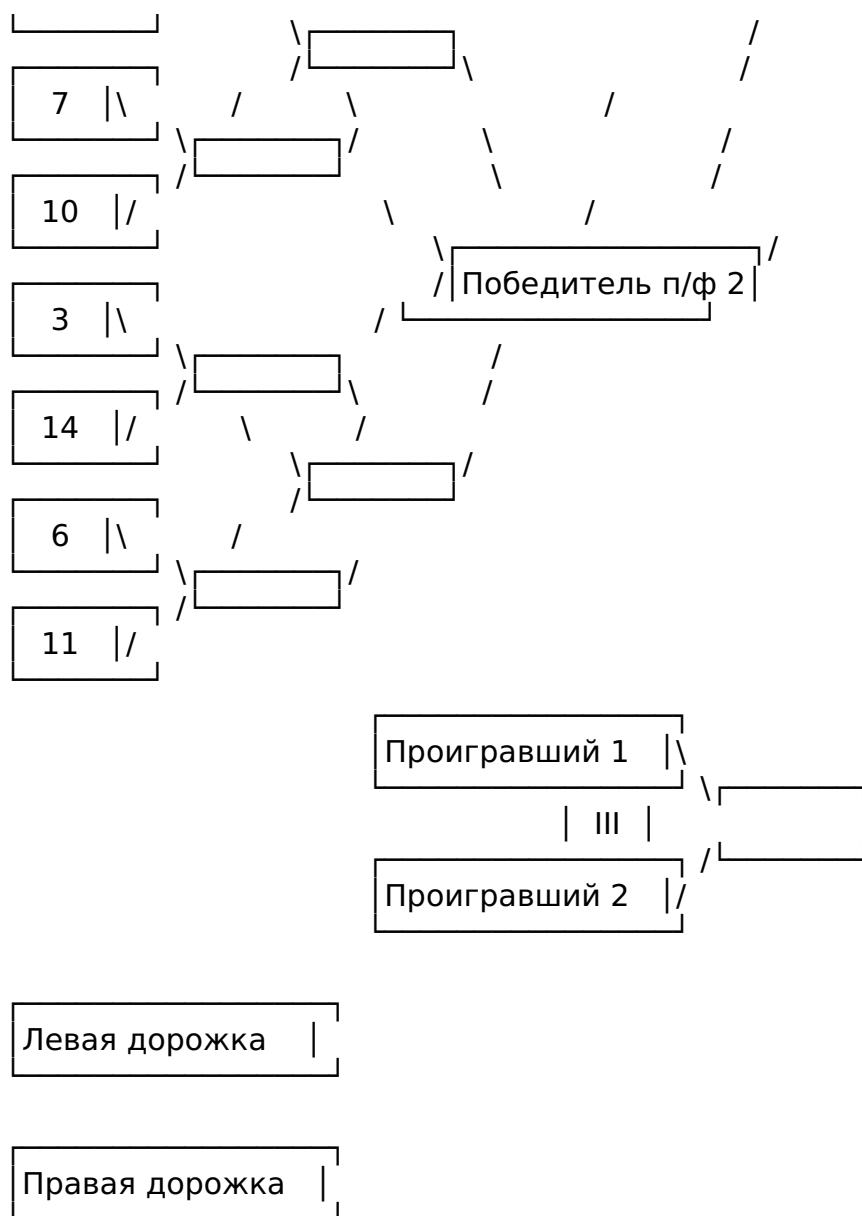 7
10
Победитель п/ф 2
3
14
6
11
Проигравший 1
III
Проигравший 2
Левая дорожка
Правая дорожка